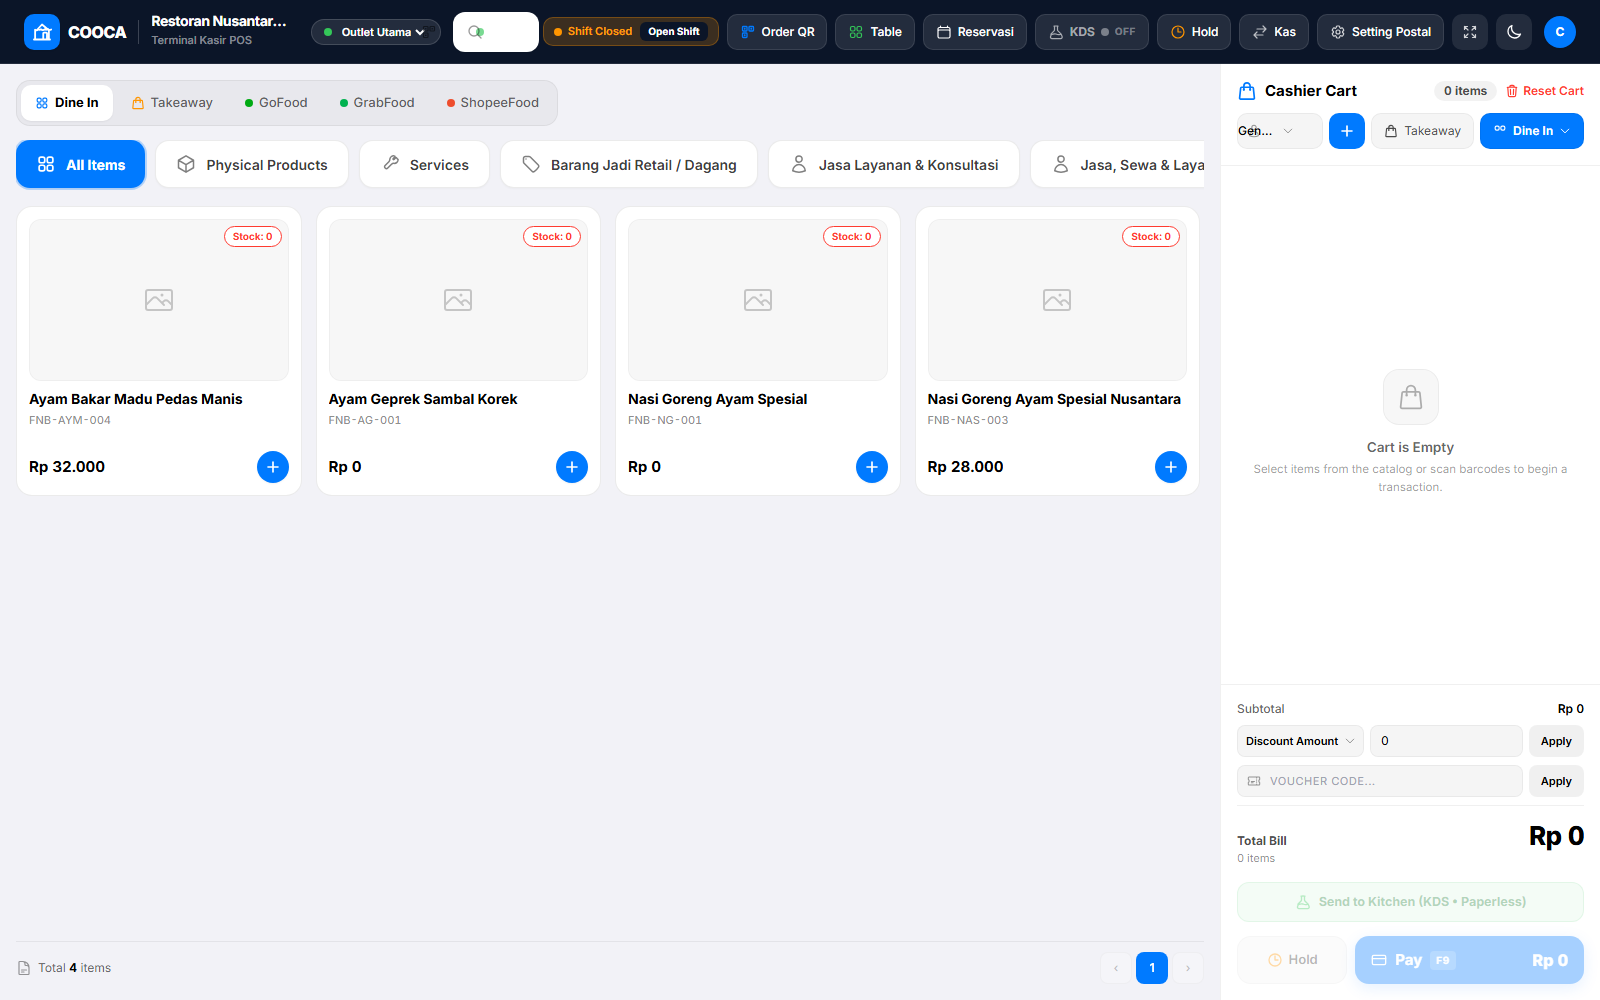 COOCA
Restoran Nusantar...
Terminal Kasir POS
Outlet Utama
Shift Closed
Open Shift
Order QR
Table
Reservasi
KDS
OFF
Hold
Kas
Setting Postal
C
Dine In
Takeaway
GoFood
GrabFood
ShopeeFood
All Items
Physical Products
Services
Barang Jadi Retail / Dagang
Jasa Layanan & Konsultasi
Jasa, Sewa & Laya
Stock: 0
Ayam Bakar Madu Pedas Manis
FNB-AYM-004
Rp 32.000
Stock: 0
Ayam Geprek Sambal Korek
FNB-AG-001
Rp 0
Stock: 0
Nasi Goreng Ayam Spesial
FNB-NG-001
Rp 0
Stock: 0
Nasi Goreng Ayam Spesial Nusantara
FNB-NAS-003
Rp 28.000
Total 4 items
1
Cashier Cart
0 items
Reset Cart
Gen...
Takeaway
Dine In
Cart is Empty
Select items from the catalog or scan barcodes to begin a
transaction.
Subtotal
Rp 0
Discount Amount
0
Apply
VOUCHER CODE...
Apply
Total Bill
Rp 0
0 items
Send to Kitchen (KDS • Paperless)
Hold
Pay
F9
Rp 0